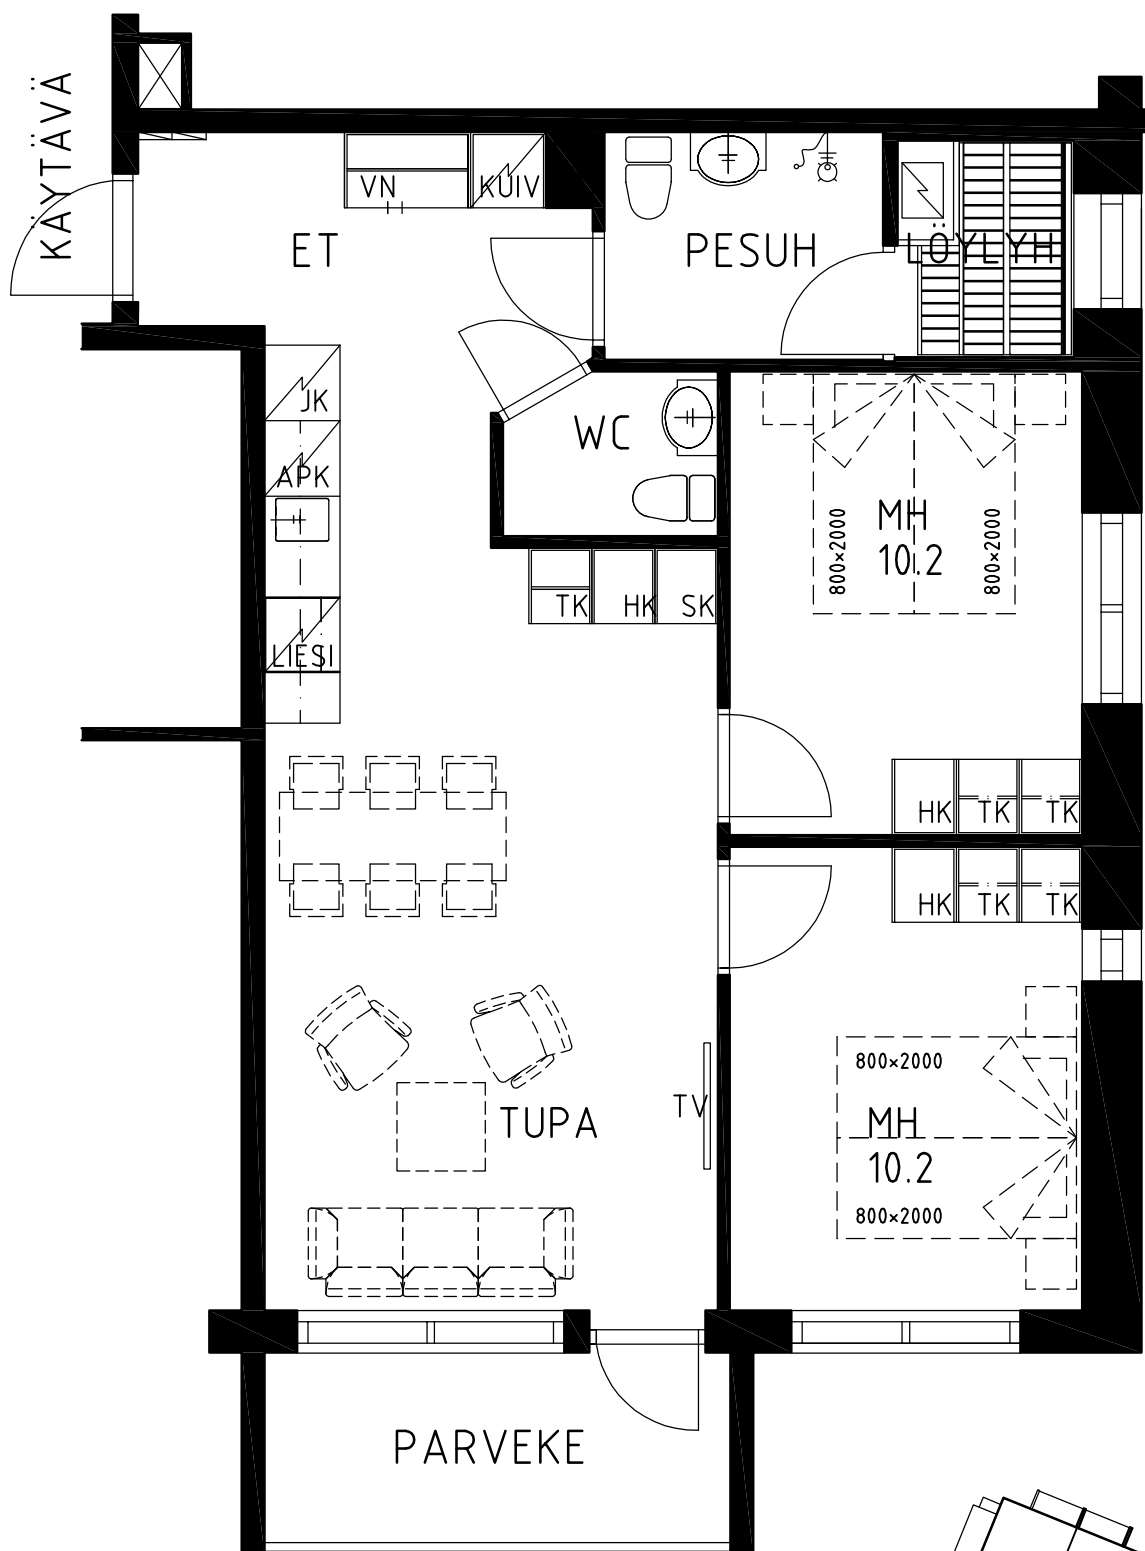 KÄYTÄVÄ
VN
KUIV
ET
PESUH
LÖYLYH
JK
APK
WC
LIESI
TK
HK
SK
800×2000
MH
10.2
800×2000
HK
TK
TK
HK
TK
TK
TUPA
TV
800×2000
MH
10.2
800×2000
PARVEKE